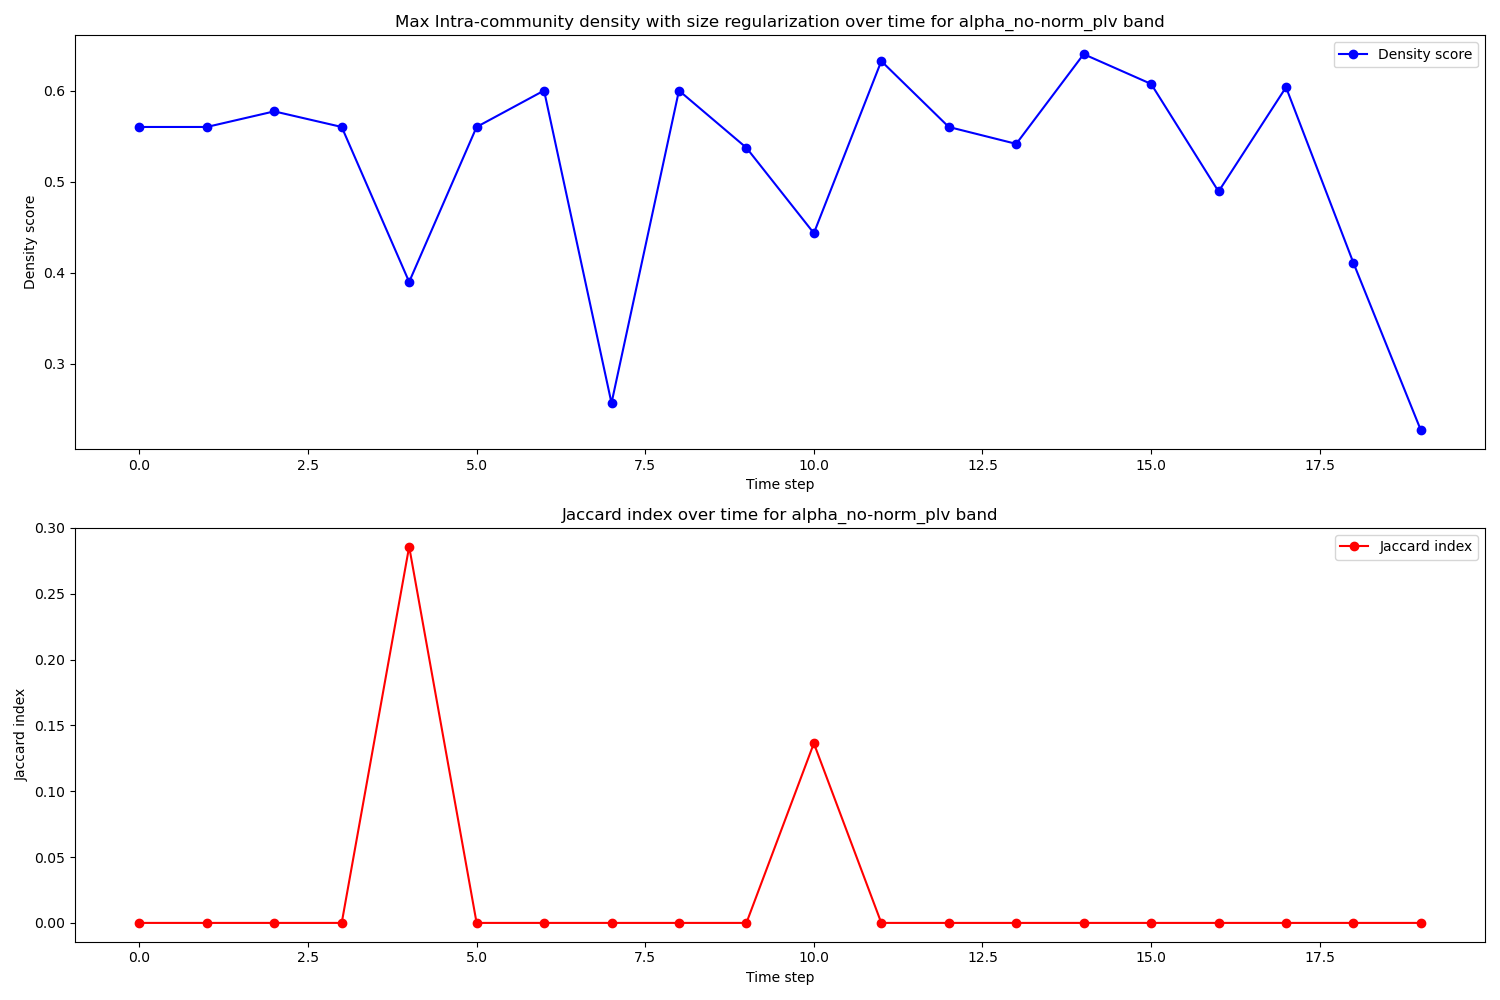 Max Intra-community density with size regularization over time for alpha_no-norm_plv band
Density score
0.6
0.5
0.4
0.3
Density score
0.0 2.5 5.0 7.5 10.0 12.5 15.0 17.5
Time step
Jaccard index over time for alpha_no-norm_plv band
Jaccard index
0.30
0.25
0.20
0.15
0.10
0.05
0.00
Jaccard index
0.0 2.5 5.0 7.5 10.0 12.5 15.0 17.5
Time step